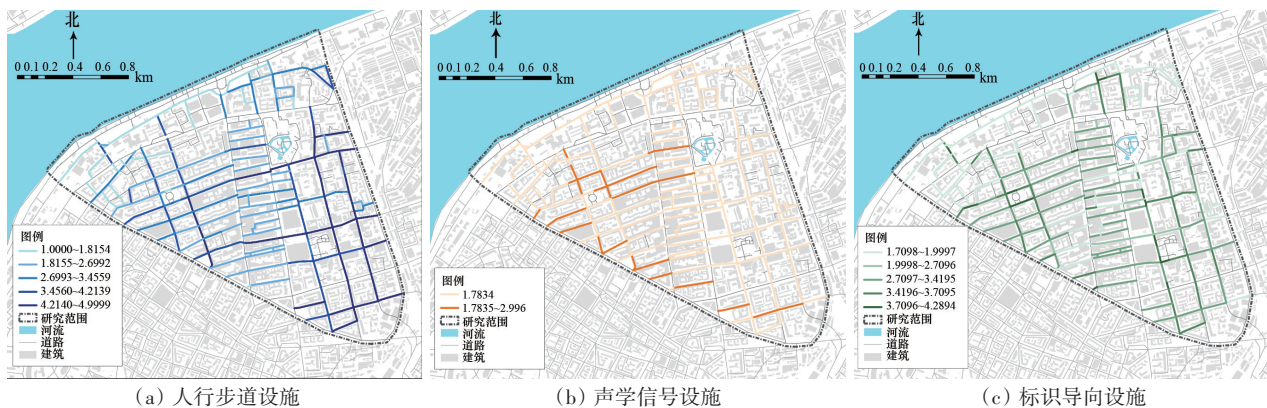 北
0 0.1 0.2 0.4 0.6 0.8
km
图例
1.0000~1.8154
1.8155~2.6992
2.6993~3.4559
3.4560~4.2139
4.2140~4.9999
研究范围
河流
道路
建筑
(a) 人行步道设施
北
0 0.1 0.2 0.4 0.6 0.8
km
图例
1.7834
1.7835~2.996
研究范围
河流
道路
建筑
(b) 声学信号设施
北
0 0.1 0.2 0.4 0.6 0.8
km
图例
1.7098~1.9997
1.9998~2.7096
2.7097~3.4195
3.4196~3.7095
3.7096~4.2894
研究范围
河流
道路
建筑
(c) 标识导向设施